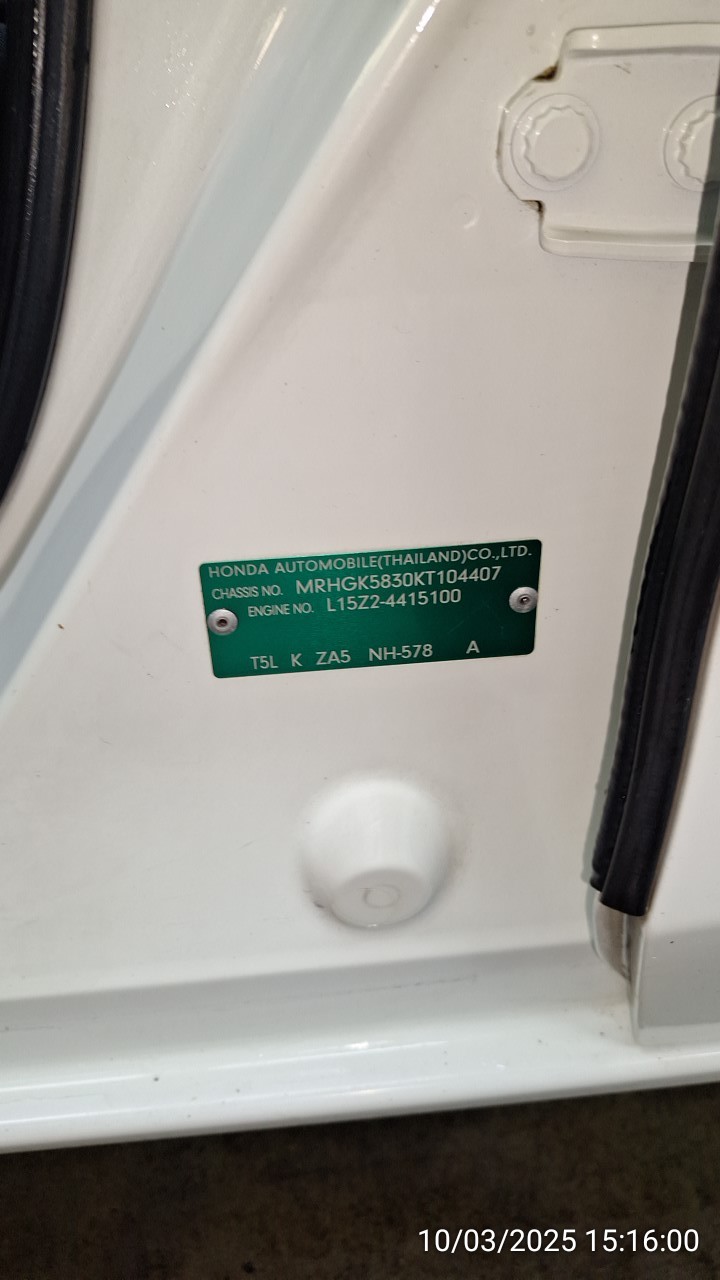 HONDA AUTOMOBILE(THAILAND)CO.,LTD.
CHASSIS NO. MRHGK5830KT104407
ENGINE NO. L15Z2-4415100
T5L K ZA5 NH-578 A
10/03/2025 15:16:00